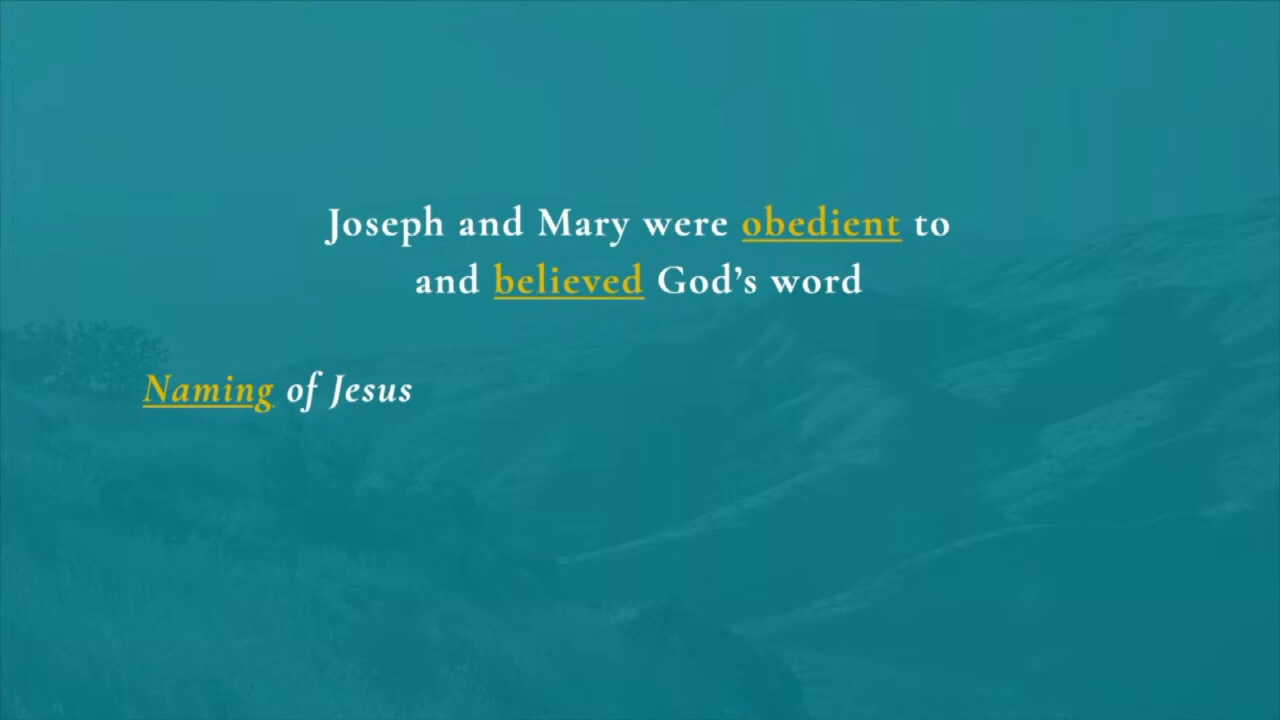 Joseph and Mary were obedient to
and believed God’s word
Naming of Jesus